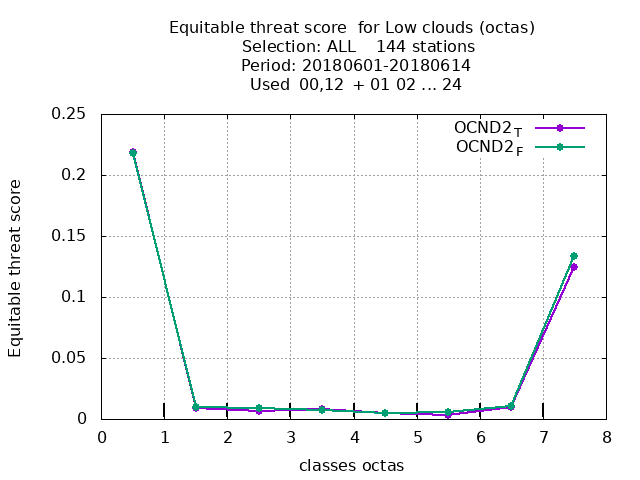 Equitable threat score  for Low clouds (octas)
Selection: ALL    144 stations
Period: 20180601-20180614
Used  00,12  + 01 02 ... 24
OCND2_T
OCND2_F
Equitable threat score
0.25
0.2
0.15
0.1
0.05
0
0 1 2 3 4 5 6 7 8
classes octas